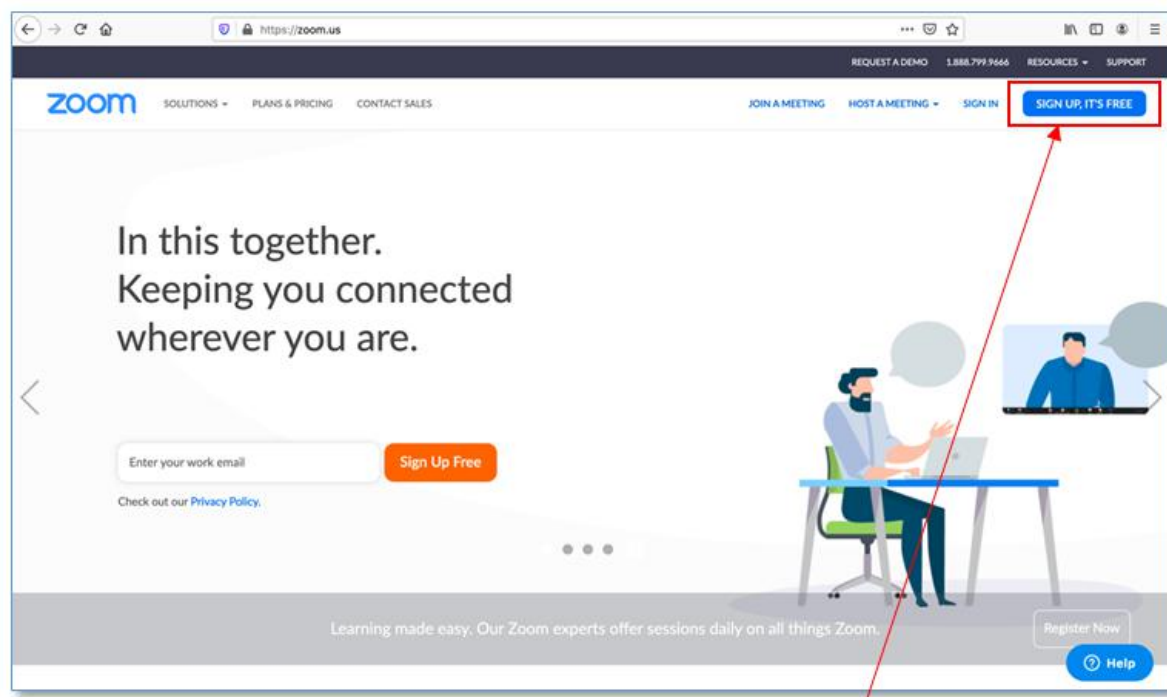 https://zoom.us
REQUEST A DEMO 1.888.799.9666 RESOURCES SUPPORT
zoom SOLUTIONS PLANS & PRICING CONTACT SALES JOIN A MEETING HOST A MEETING SIGN IN SIGN UP, IT'S FREE
In this together.
Keeping you connected
wherever you are.
Enter your work email Sign Up Free
Check out our Privacy Policy.
Learning made easy. Our Zoom experts offer sessions daily on all things Zoom. Register Now
Help